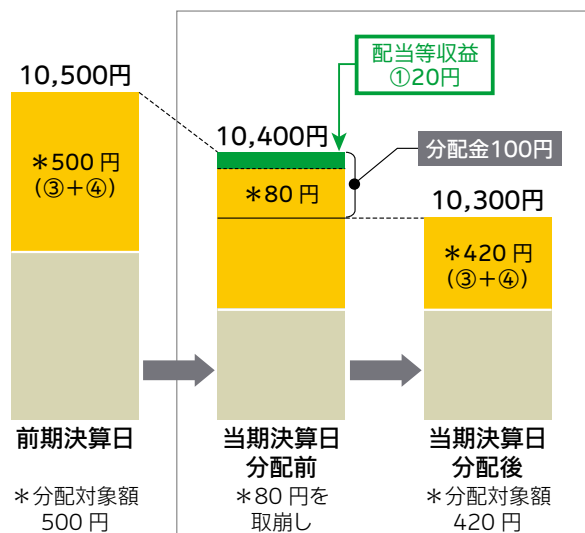 10,500円
＊500 円
(③＋④)
前期決算日
＊分配対象額
500 円
配当等収益
①20円
10,400円
分配金100円
＊80 円
当期決算日
分配前
＊80 円を
取崩し
10,300円
＊420 円
(③＋④)
当期決算日
分配後
＊分配対象額
420 円